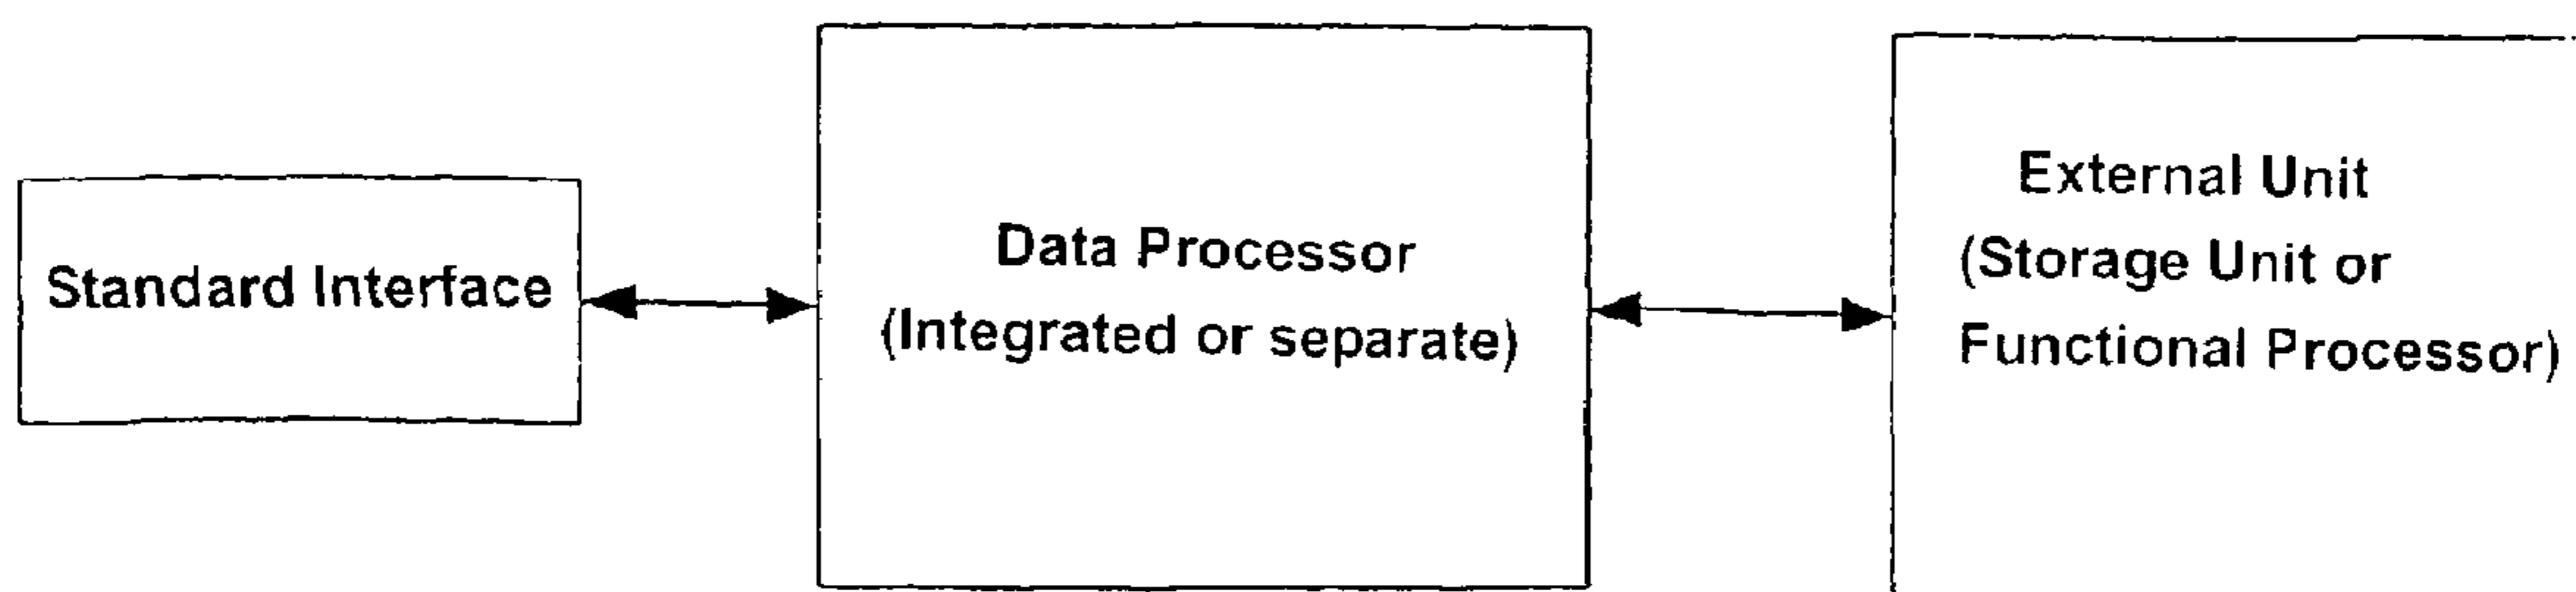 Standard Interface
Data Processor
(Integrated or separate)
External Unit
(Storage Unit or
Functional Processor)